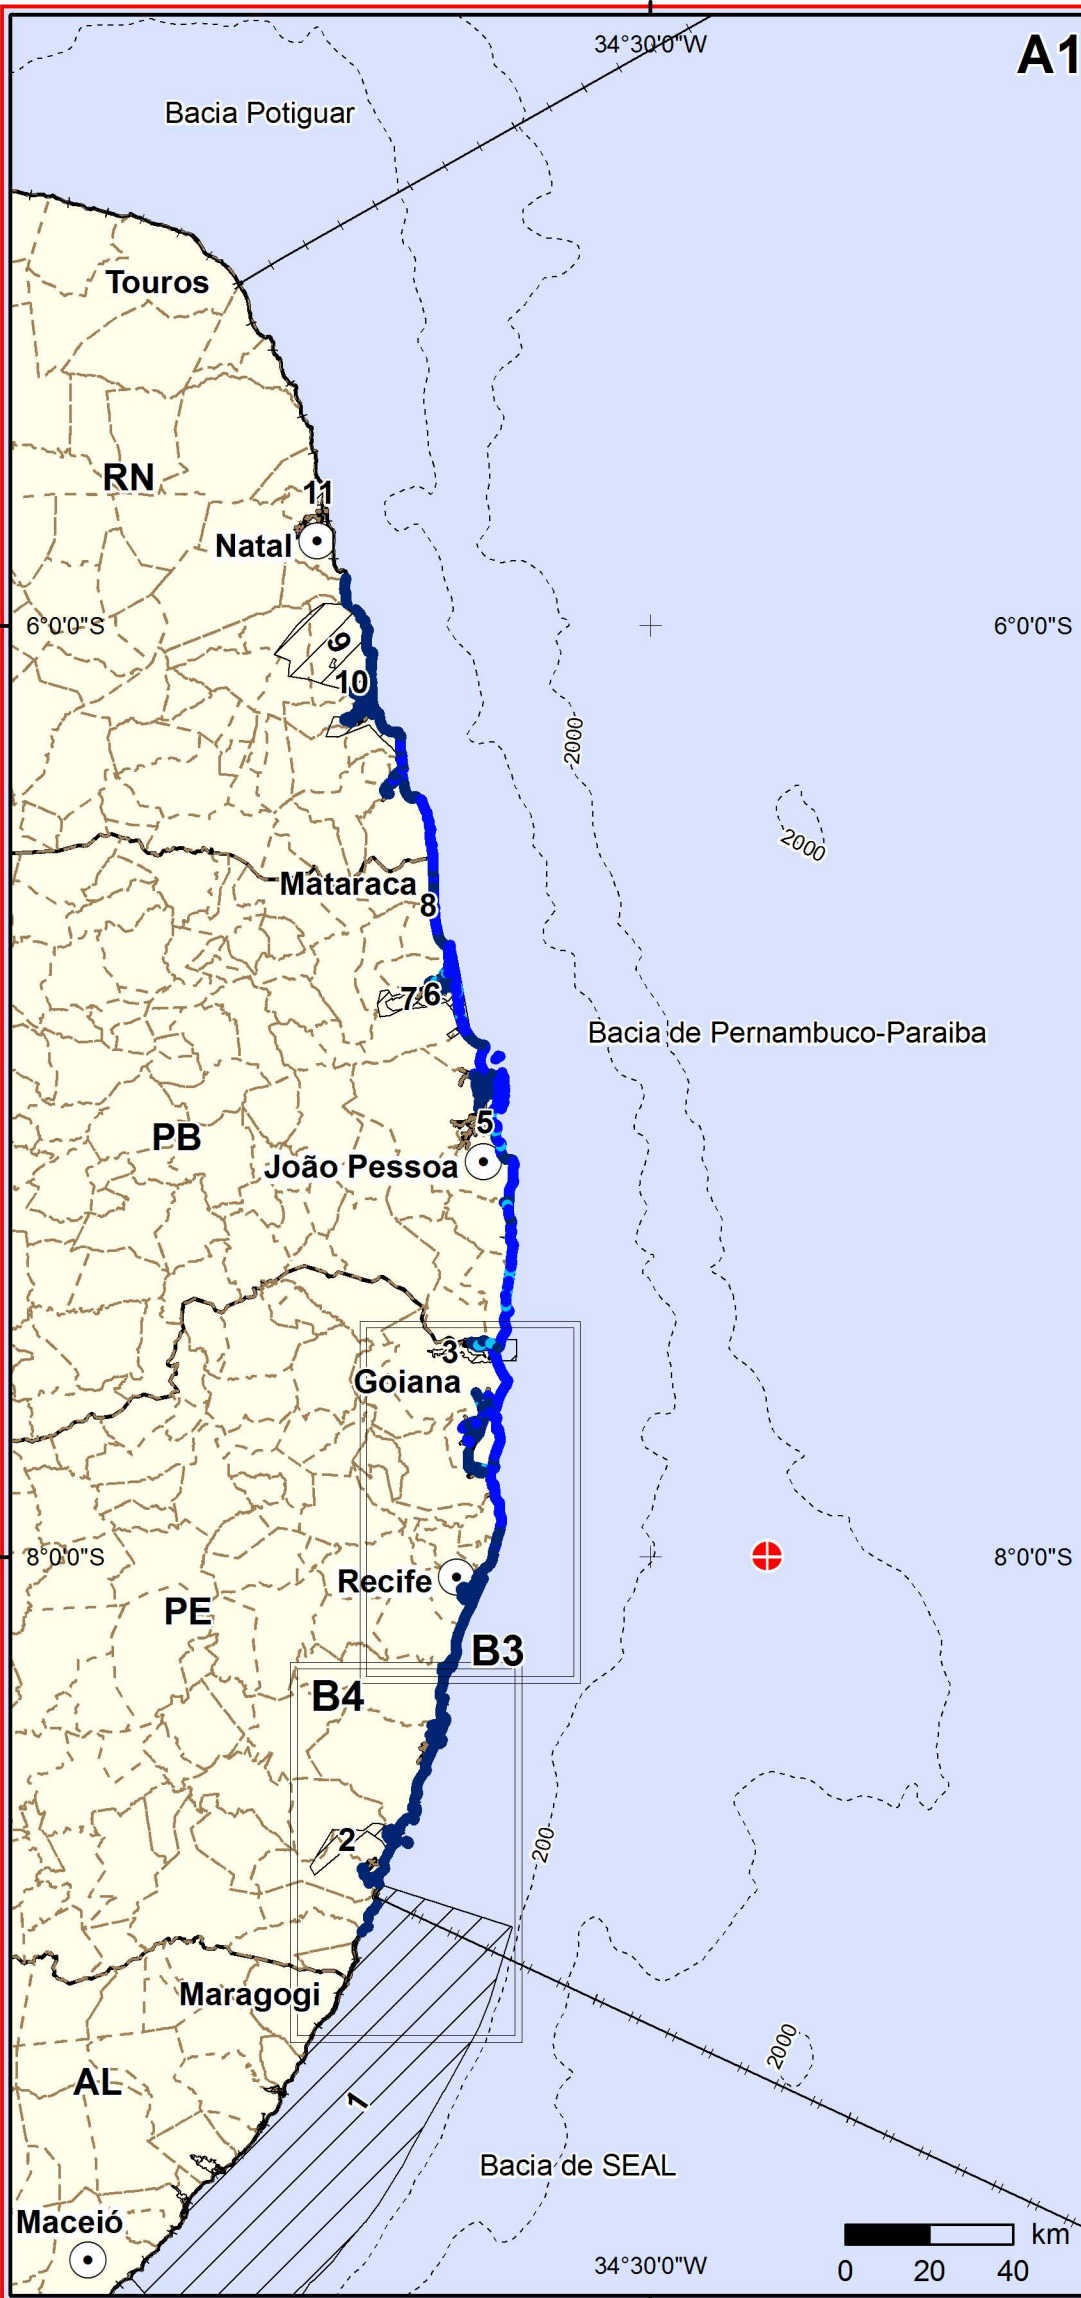 34°30'0"W
A1
Bacia Potiguar
Touros
RN
11
Natal
6°0'0"S
6°0'0"S
9
10
2000
2000
Mataraca
8
7
6
Bacia de Pernambuco-Paraiba
5
PB
João Pessoa
3
Goiana
8°0'0"S
8°0'0"S
Recife
PE
B3
B4
2
200
Maragogi
2000
AL
1
Bacia de SEAL
Maceió
km
34°30'0"W
0 20 40